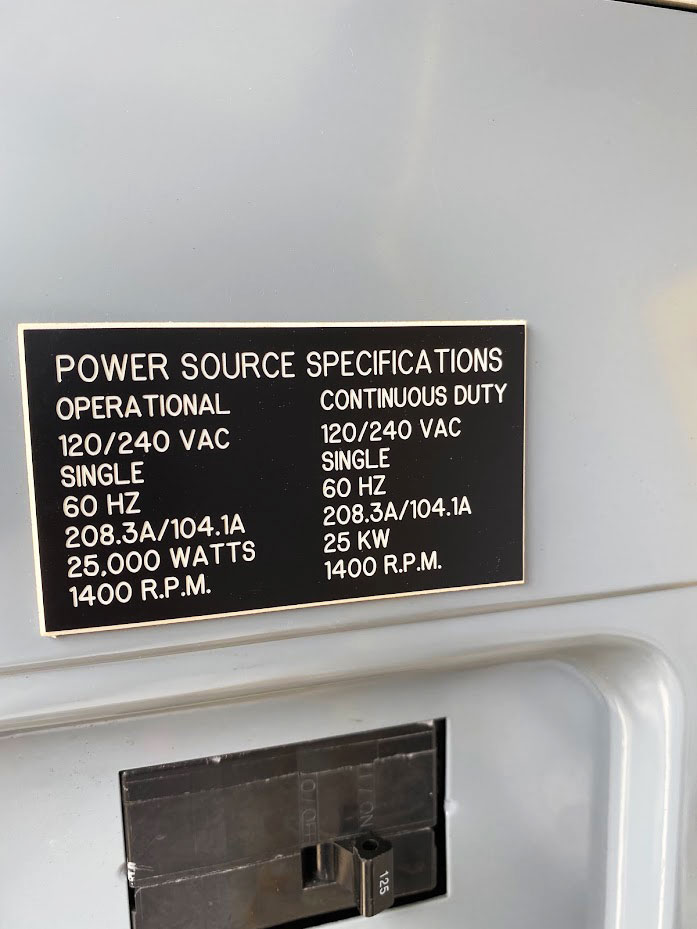 POWER SOURCE SPECIFICATIONS
OPERATIONAL
120/240 VAC
SINGLE
60 HZ
208.3A/104.1A
25,000 WATTS
1400 R.P.M.
CONTINUOUS DUTY
120/240 VAC
SINGLE
60 HZ
208.3A/104.1A
25 KW
1400 R.P.M.
125